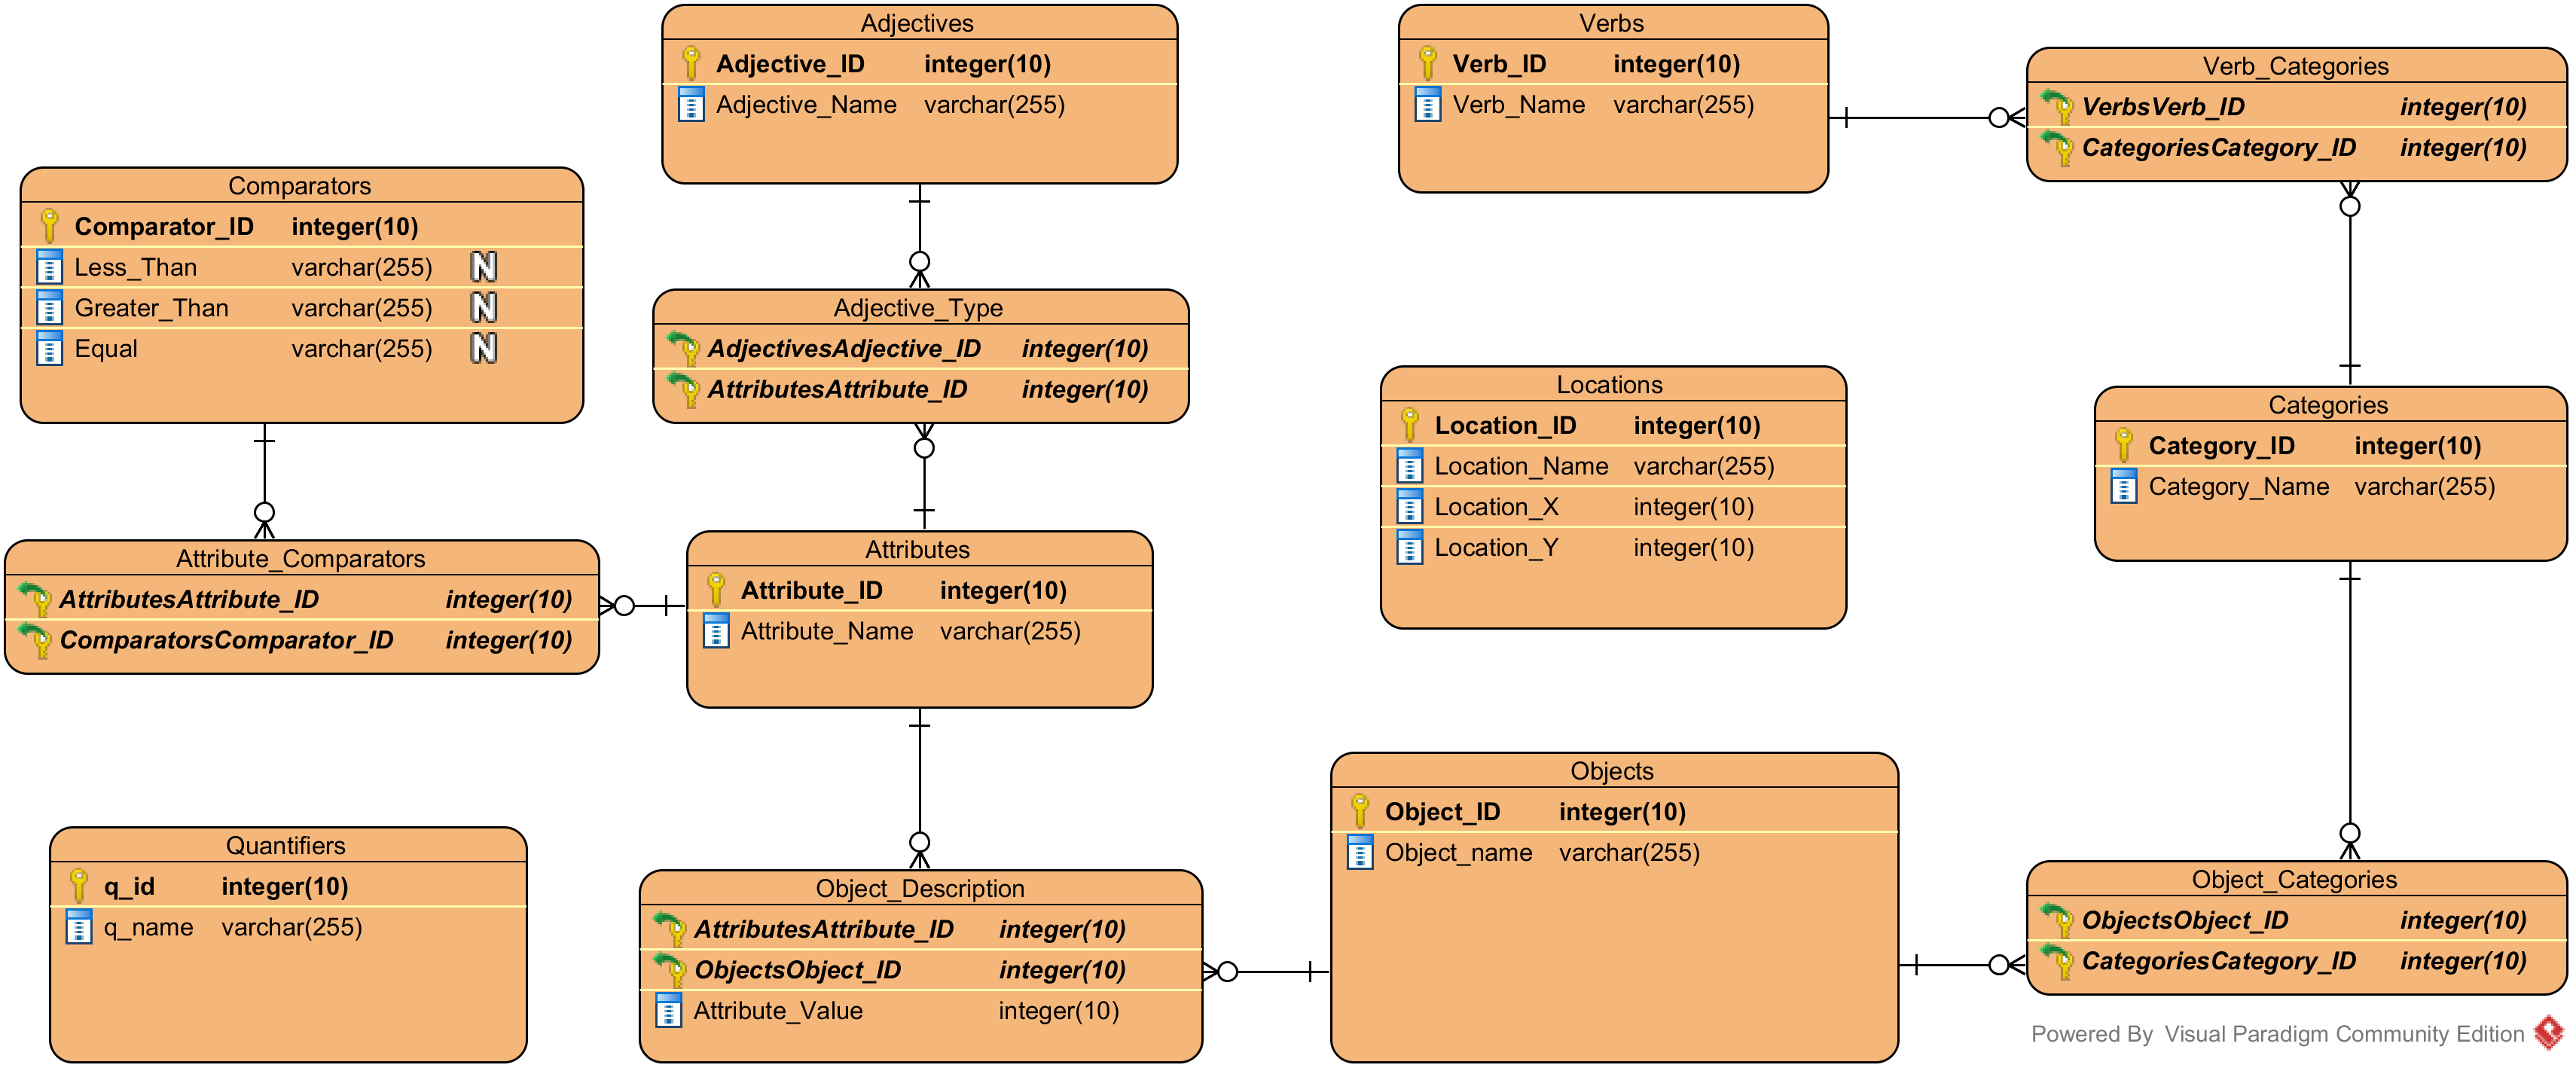 Adjectives
Adjective_ID integer(10)
Adjective_Name varchar(255)
Verbs
Verb_ID integer(10)
Verb_Name varchar(255)
Verb_Categories
VerbsVerb_ID integer(10)
CategoriesCategory_ID integer(10)
Comparators
Comparator_ID integer(10)
Less_Than varchar(255) N
Greater_Than varchar(255) N
Equal varchar(255) N
Adjective_Type
AdjectivesAdjective_ID integer(10)
AttributesAttribute_ID integer(10)
Locations
Location_ID integer(10)
Location_Name varchar(255)
Location_X integer(10)
Location_Y integer(10)
Categories
Category_ID integer(10)
Category_Name varchar(255)
Attribute_Comparators
AttributesAttribute_ID integer(10)
ComparatorsComparator_ID integer(10)
Attributes
Attribute_ID integer(10)
Attribute_Name varchar(255)
Quantifiers
q_id integer(10)
q_name varchar(255)
Object_Description
AttributesAttribute_ID integer(10)
ObjectsObject_ID integer(10)
Attribute_Value integer(10)
Objects
Object_ID integer(10)
Object_name varchar(255)
Object_Categories
ObjectsObject_ID integer(10)
CategoriesCategory_ID integer(10)
Powered By Visual Paradigm Community Edition